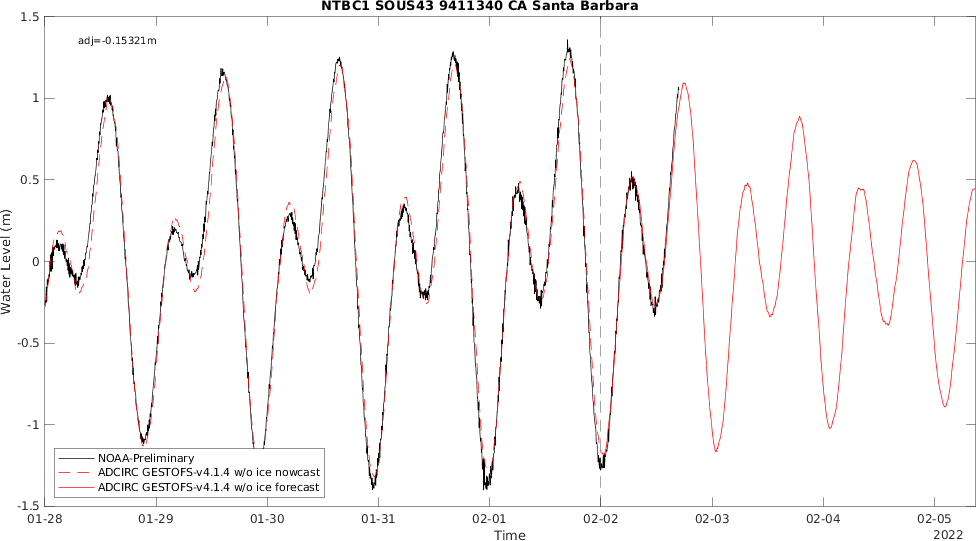 NTBC1 SOUS43 9411340 CA Santa Barbara
adj=-0.15321m
1.5
1
0.5
0
-0.5
-1
-1.5
Water Level (m)
NOAA-Preliminary
ADCIRC GESTOFS-v4.1.4 w/o ice nowcast
ADCIRC GESTOFS-v4.1.4 w/o ice forecast
01-28 01-29 01-30 01-31 02-01 02-02 02-03 02-04 02-05
Time
2022